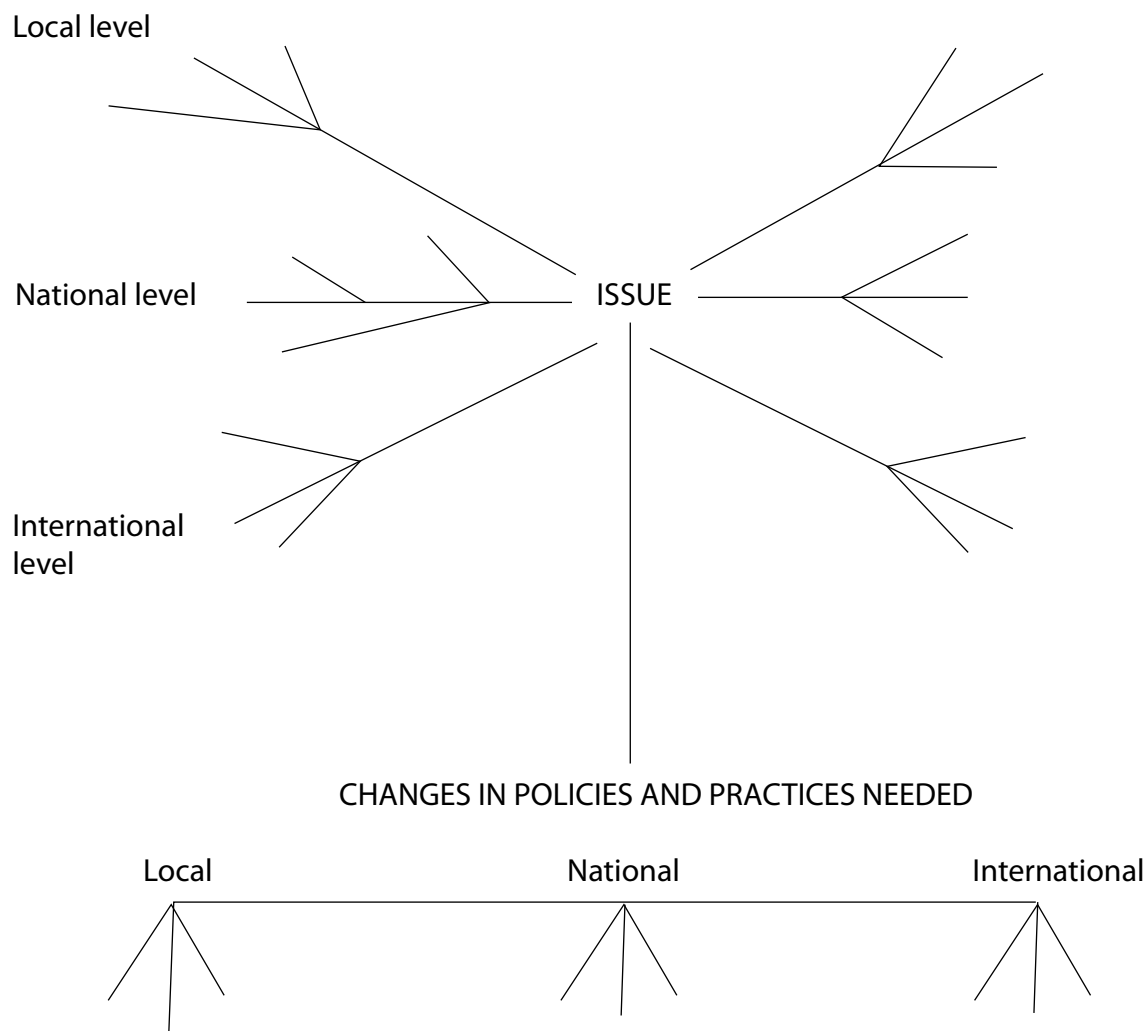 Local level
National level
ISSUE
International
level
CHANGES IN POLICIES AND PRACTICES NEEDED
Local
National
International